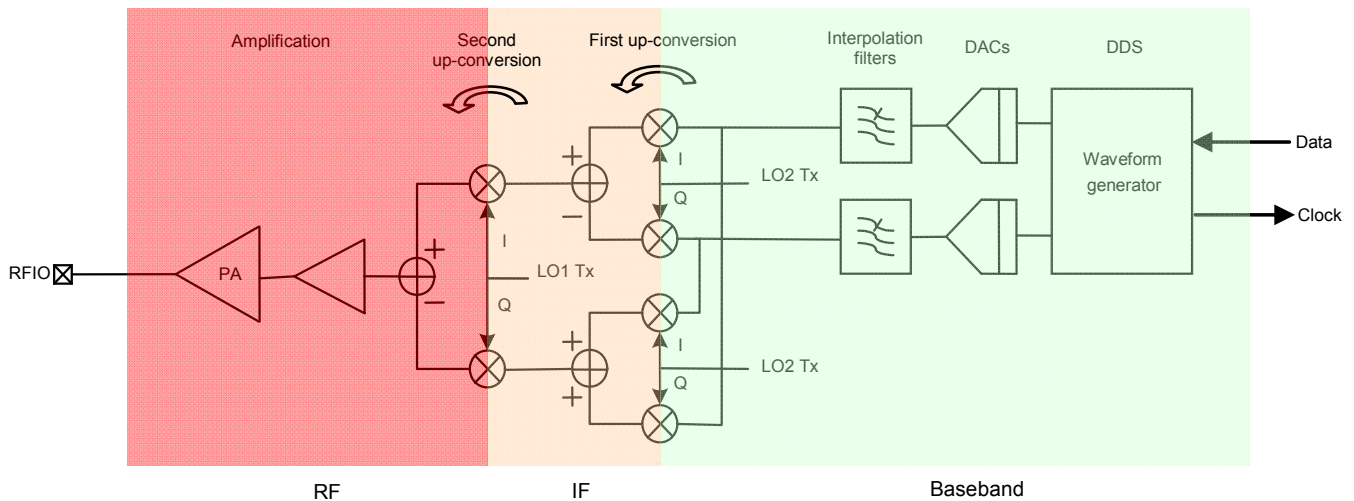 Amplification
Second
up-conversion
First up-conversion
Interpolation
filters
DACs
DDS
Data
Waveform
generator
Clock
I
LO2 Tx
Q
+
−
I
LO1 Tx
Q
+
−
RFIO
PA
+
+
I
LO2 Tx
Q
RF
IF
Baseband